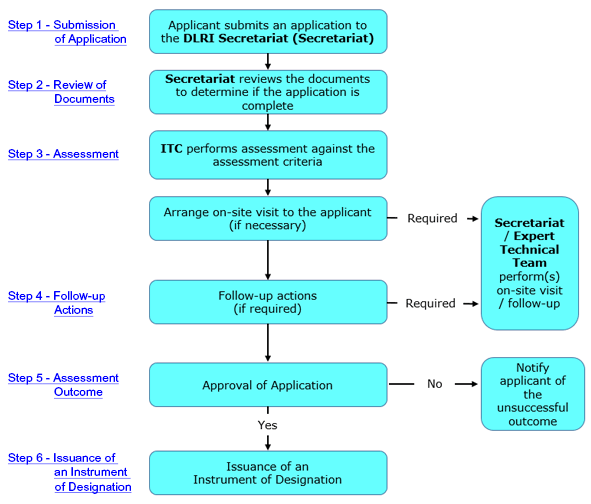 Step 1 - Submission
of Application
Applicant submits an application to
the DLRI Secretariat (Secretariat)
Step 2 - Review of
Documents
Secretariat reviews the documents
to determine if the application is
complete
Step 3 - Assessment
ITC performs assessment against the
assessment criteria
Arrange on-site visit to the applicant
(if necessary)
Required
Secretariat
/ Expert
Technical
Team
perform(s)
on-site visit
/ follow-up
Step 4 - Follow-up
Actions
Follow-up actions
(if required)
Required
Step 5 - Assessment
Outcome
Approval of Application
No
Notify
applicant of
the
unsuccessful
outcome
Yes
Step 6 - Issuance of
an Instrument
of Designation
Issuance of an
Instrument of Designation